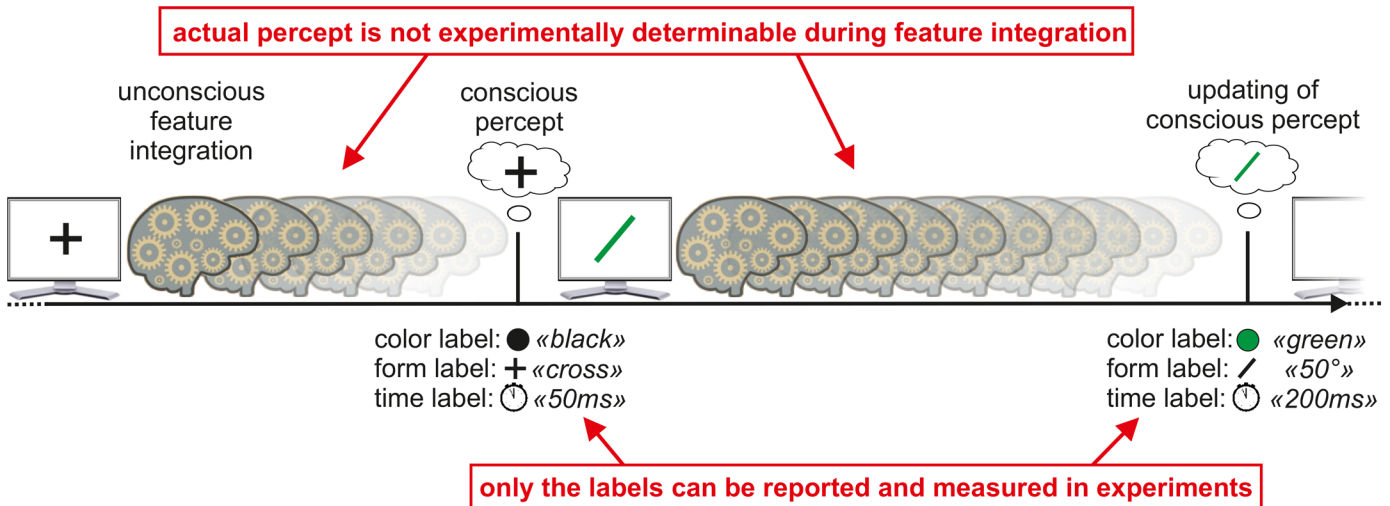 actual percept is not experimentally determinable during feature integration
unconscious
feature
integration
conscious
percept
updating of
conscious percept
color label: «black»
form label: «cross»
time label: «50ms»
color label: «green»
form label: «50°»
time label: «200ms»
only the labels can be reported and measured in experiments